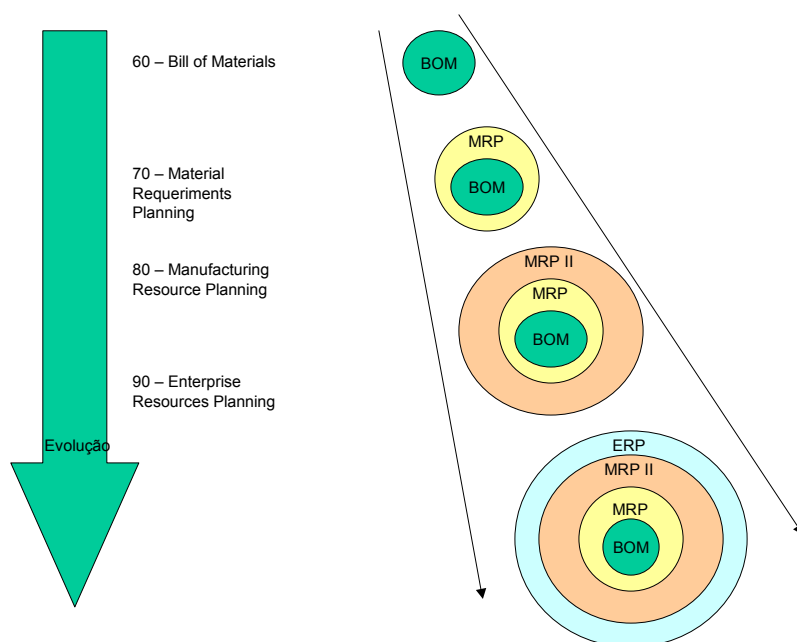 60 – Bill of Materials
BOM
MRP
BOM
70 – Material
Requeriments
Planning
80 – Manufacturing
Resource Planning
MRP II
MRP
BOM
90 – Enterprise
Resources Planning
Evolução
ERP
MRP II
MRP
BOM